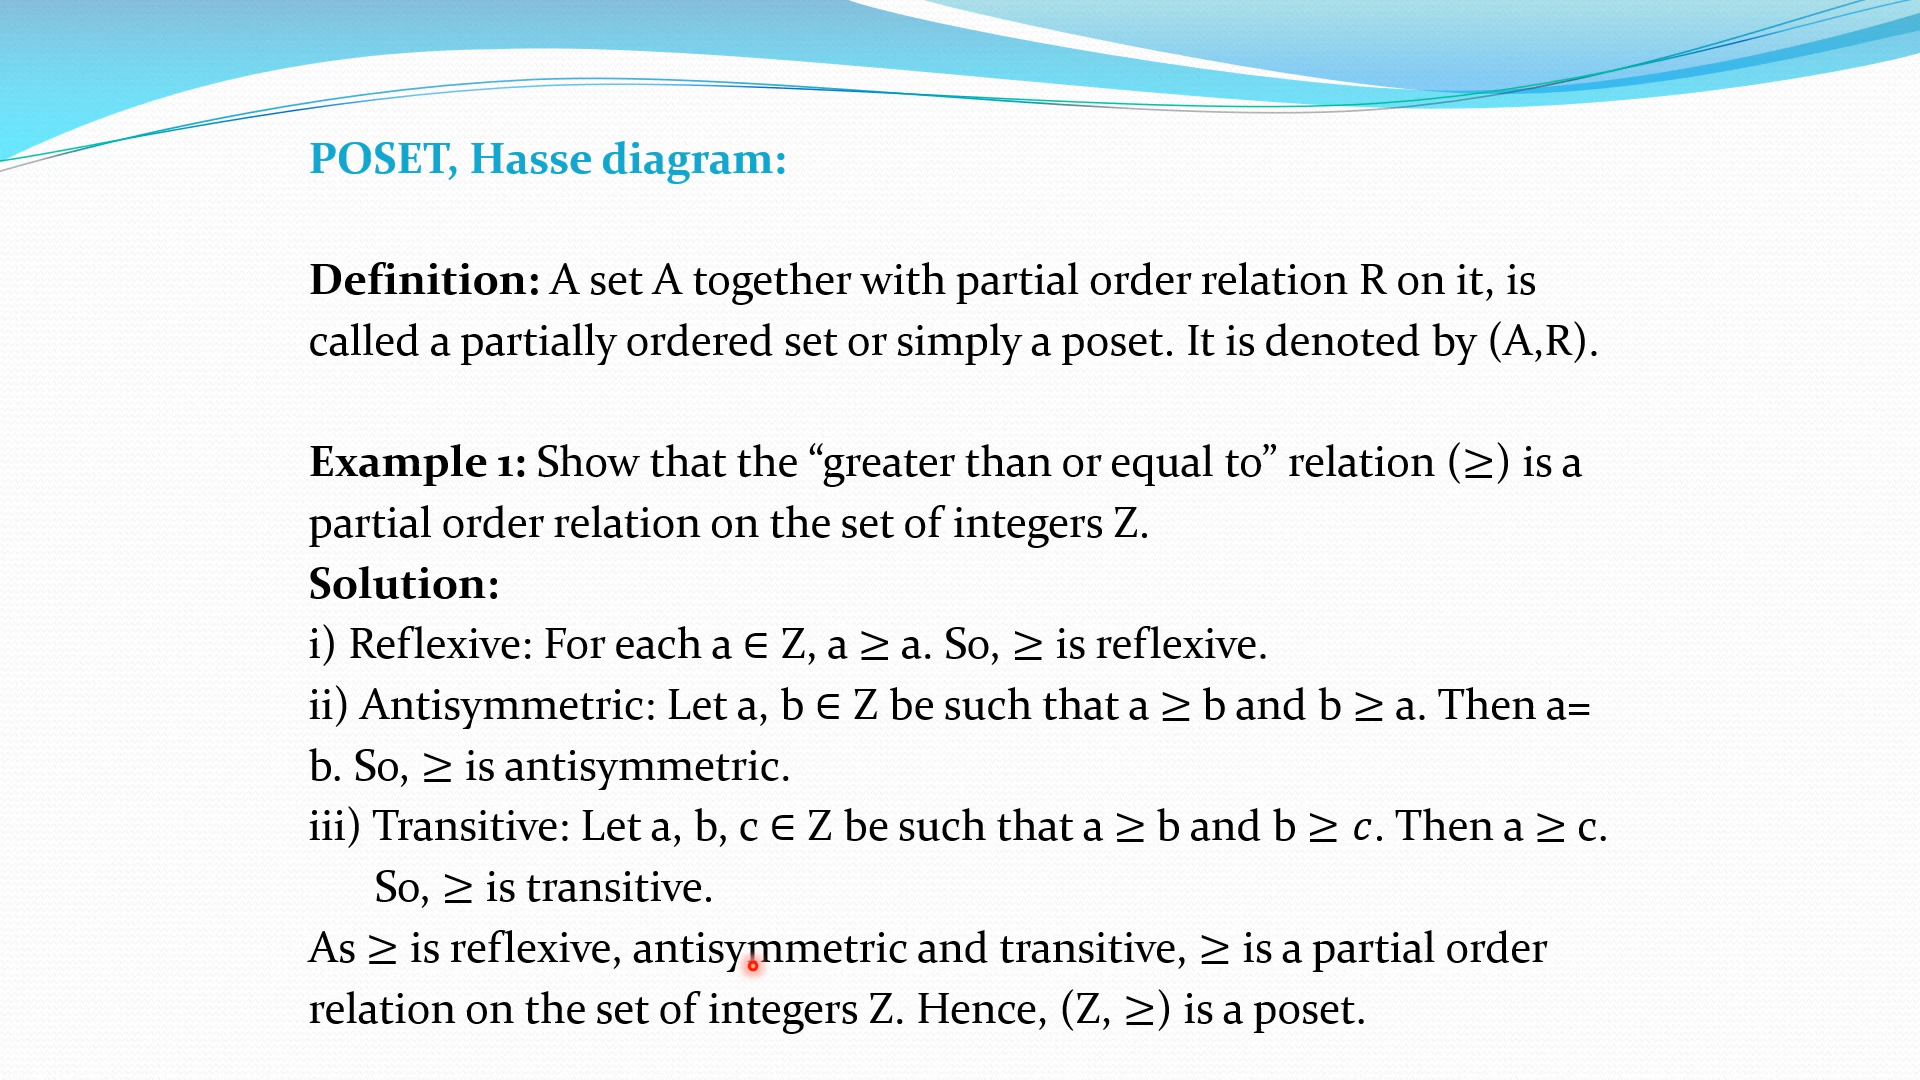 POSET, Hasse diagram:
Definition: A set A together with partial order relation R on it, is
called a partially ordered set or simply a poset. It is denoted by (A,R).
Example 1: Show that the “greater than or equal to” relation (≥) is a
partial order relation on the set of integers Z.
Solution:
i) Reflexive: For each a ∈ Z, a ≥ a. So, ≥ is reflexive.
ii) Antisymmetric: Let a, b ∈ Z be such that a ≥ b and b ≥ a. Then a=
b. So, ≥ is antisymmetric.
iii) Transitive: Let a, b, c ∈ Z be such that a ≥ b and b ≥ c. Then a ≥ c.
So, ≥ is transitive.
As ≥ is reflexive, antisymmetric and transitive, ≥ is a partial order
relation on the set of integers Z. Hence, (Z, ≥) is a poset.